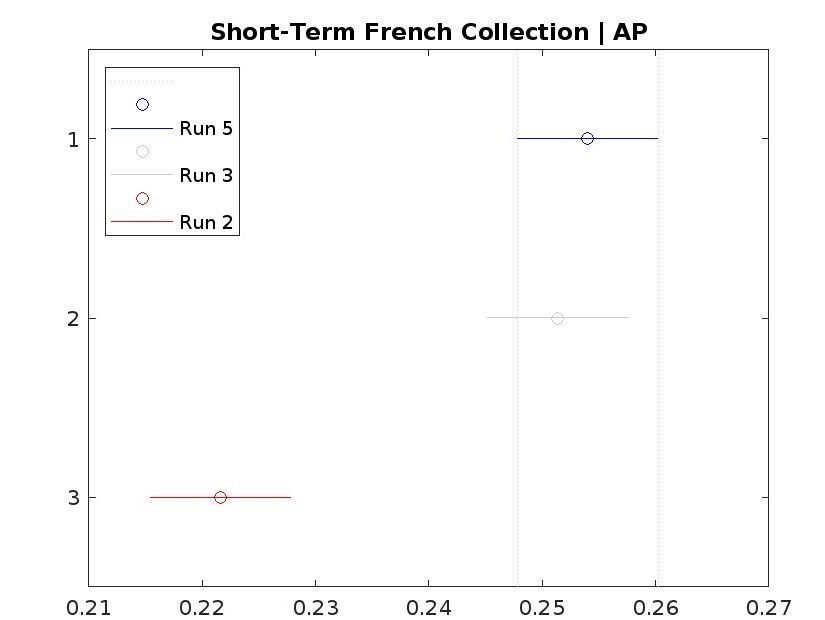 Short-Term French Collection | AP
Run 5
Run 3
Run 2
1
2
3
0.21 0.22 0.23 0.24 0.25 0.26 0.27